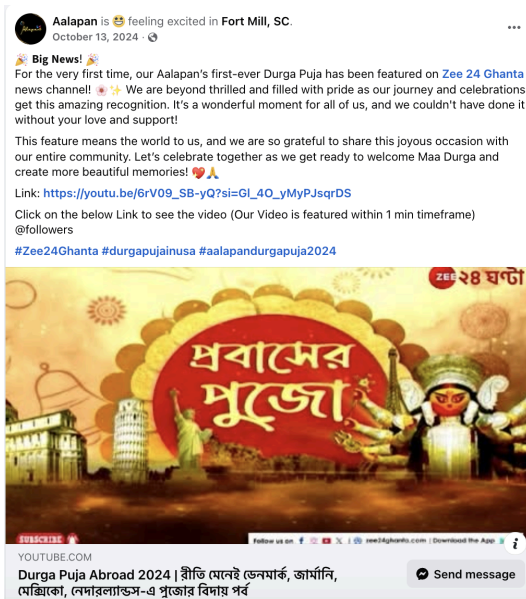 Aalapan is 😆 feeling excited in Fort Mill, SC.
October 13, 2024 ·
🎉 Big News! 🎉
For the very first time, our Aalapan's first-ever Durga Puja has been featured on Zee 24 Ghanta
news channel! 🌸✨ We are beyond thrilled and filled with pride as our journey and celebrations
get this amazing recognition. It's a wonderful moment for all of us, and we couldn't have done it
without your love and support!
This feature means the world to us, and we are so grateful to share this joyous occasion with
our entire community. Let's celebrate together as we get ready to welcome Maa Durga and
create more beautiful memories! 💖🙏
Link: https://youtu.be/6rV09_SB-yQ?si=Gl_4O_yMyPJsqrDS
Click on the below Link to see the video (Our Video is featured within 1 min timeframe)
@followers
#Zee24Ghanta #durgapujainusa #aalapandurgapuja2024
ZEE ২৪ ঘণ্টা
প্রবাসের
পুজো
SUBSCRIBE
Follow us on zee24ghanta.com | Download the App
YOUTUBE.COM
Durga Puja Abroad 2024 | রীতি মেনেই ডেনমার্ক, জার্মানি,
মেক্সিকো, নেদারল্যান্ডস-এ পুজোর বিদায় পর্ব
Send message